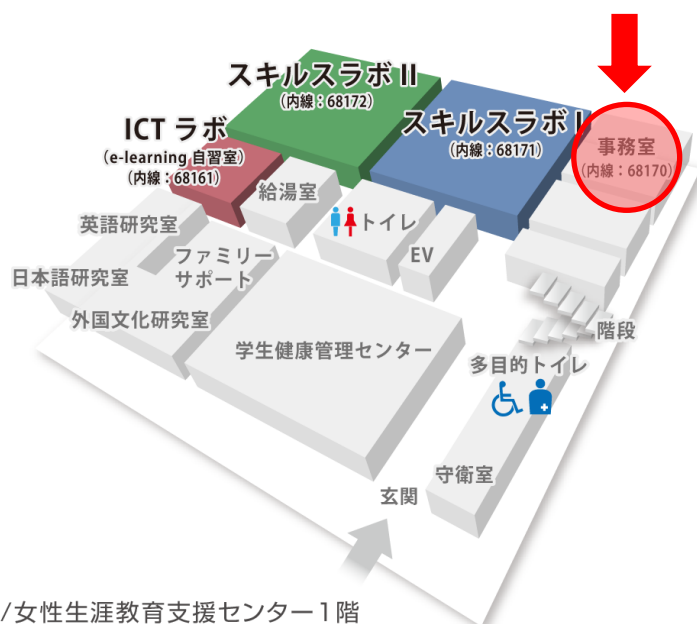 スキルスラボ II
(内線：68172)
スキルスラボ I
(内線：68171)
事務室
(内線：68170)
ICT ラボ
(e-learning 自習室)
(内線：68161)
給湯室
トイレ
EV
英語研究室
ファミリー
サポート
日本語研究室
外国文化研究室
学生健康管理センター
階段
多目的トイレ
守衛室
玄関
/女性生涯教育支援センター1階